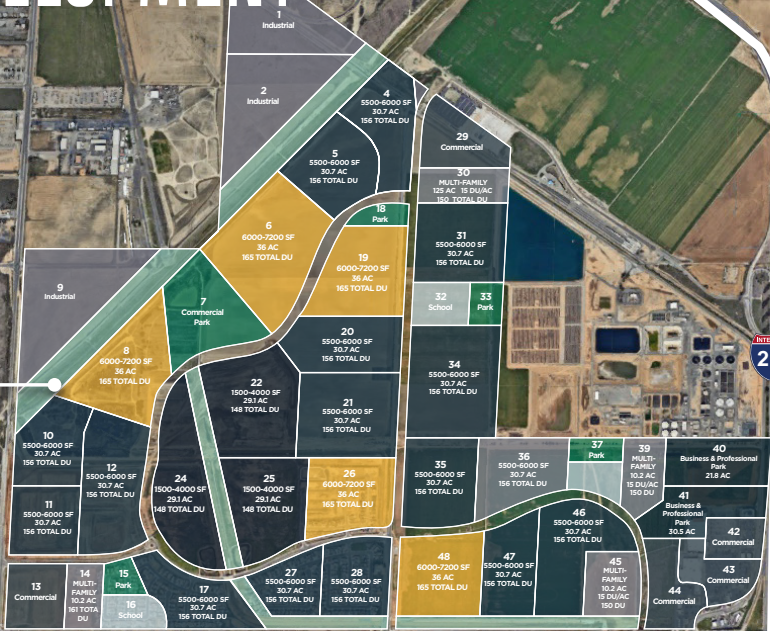 1
Industrial
2
Industrial
4
5500-6000 SF
30.7 AC
156 TOTAL DU
5
5500-6000 SF
30.7 AC
156 TOTAL DU
29
Commercial
30
MULTI-FAMILY
125 AC 15 DU/AC
150 TOTAL DU
18
Park
6
6000-7200 SF
36 AC
165 TOTAL DU
31
5500-6000 SF
30.7 AC
156 TOTAL DU
19
6000-7200 SF
36 AC
165 TOTAL DU
9
Industrial
7
Commercial
Park
32
School
33
Park
20
5500-6000 SF
30.7 AC
156 TOTAL DU
8
6000-7200 SF
36 AC
165 TOTAL DU
INTE
2
34
5500-6000 SF
30.7 AC
156 TOTAL DU
22
1500-4000 SF
29.1 AC
148 TOTAL DU
21
5500-6000 SF
30.7 AC
156 TOTAL DU
10
5500-6000 SF
30.7 AC
156 TOTAL DU
12
5500-6000 SF
30.7 AC
156 TOTAL DU
24
1500-4000 SF
29.1 AC
148 TOTAL DU
25
1500-4000 SF
29.1 AC
148 TOTAL DU
26
6000-7200 SF
36 AC
165 TOTAL DU
35
5500-6000 SF
30.7 AC
156 TOTAL DU
36
5500-6000 SF
30.7 AC
156 TOTAL DU
37
Park
39
MULTI-
FAMILY
10.2 AC
15 DU/AC
150 DU
40
Business & Professional
Park
21.8 AC
11
5500-6000 SF
30.7 AC
156 TOTAL DU
41
Business &
Professional
Park
30.5 AC
46
5500-6000 SF
30.7 AC
156 TOTAL DU
42
Commercial
13
Commercial
14
MULTI-
FAMILY
10.2 AC
161 TOTA
DU
15
Park
16
School
17
5500-6000 SF
30.7 AC
156 TOTAL DU
27
5500-6000 SF
30.7 AC
156 TOTAL DU
28
5500-6000 SF
30.7 AC
156 TOTAL DU
48
6000-7200 SF
36 AC
165 TOTAL DU
47
5500-6000 SF
30.7 AC
156 TOTAL DU
45
MULTI-
FAMILY
10.2 AC
15 DU/AC
150 DU
43
Commercial
44
Commercial